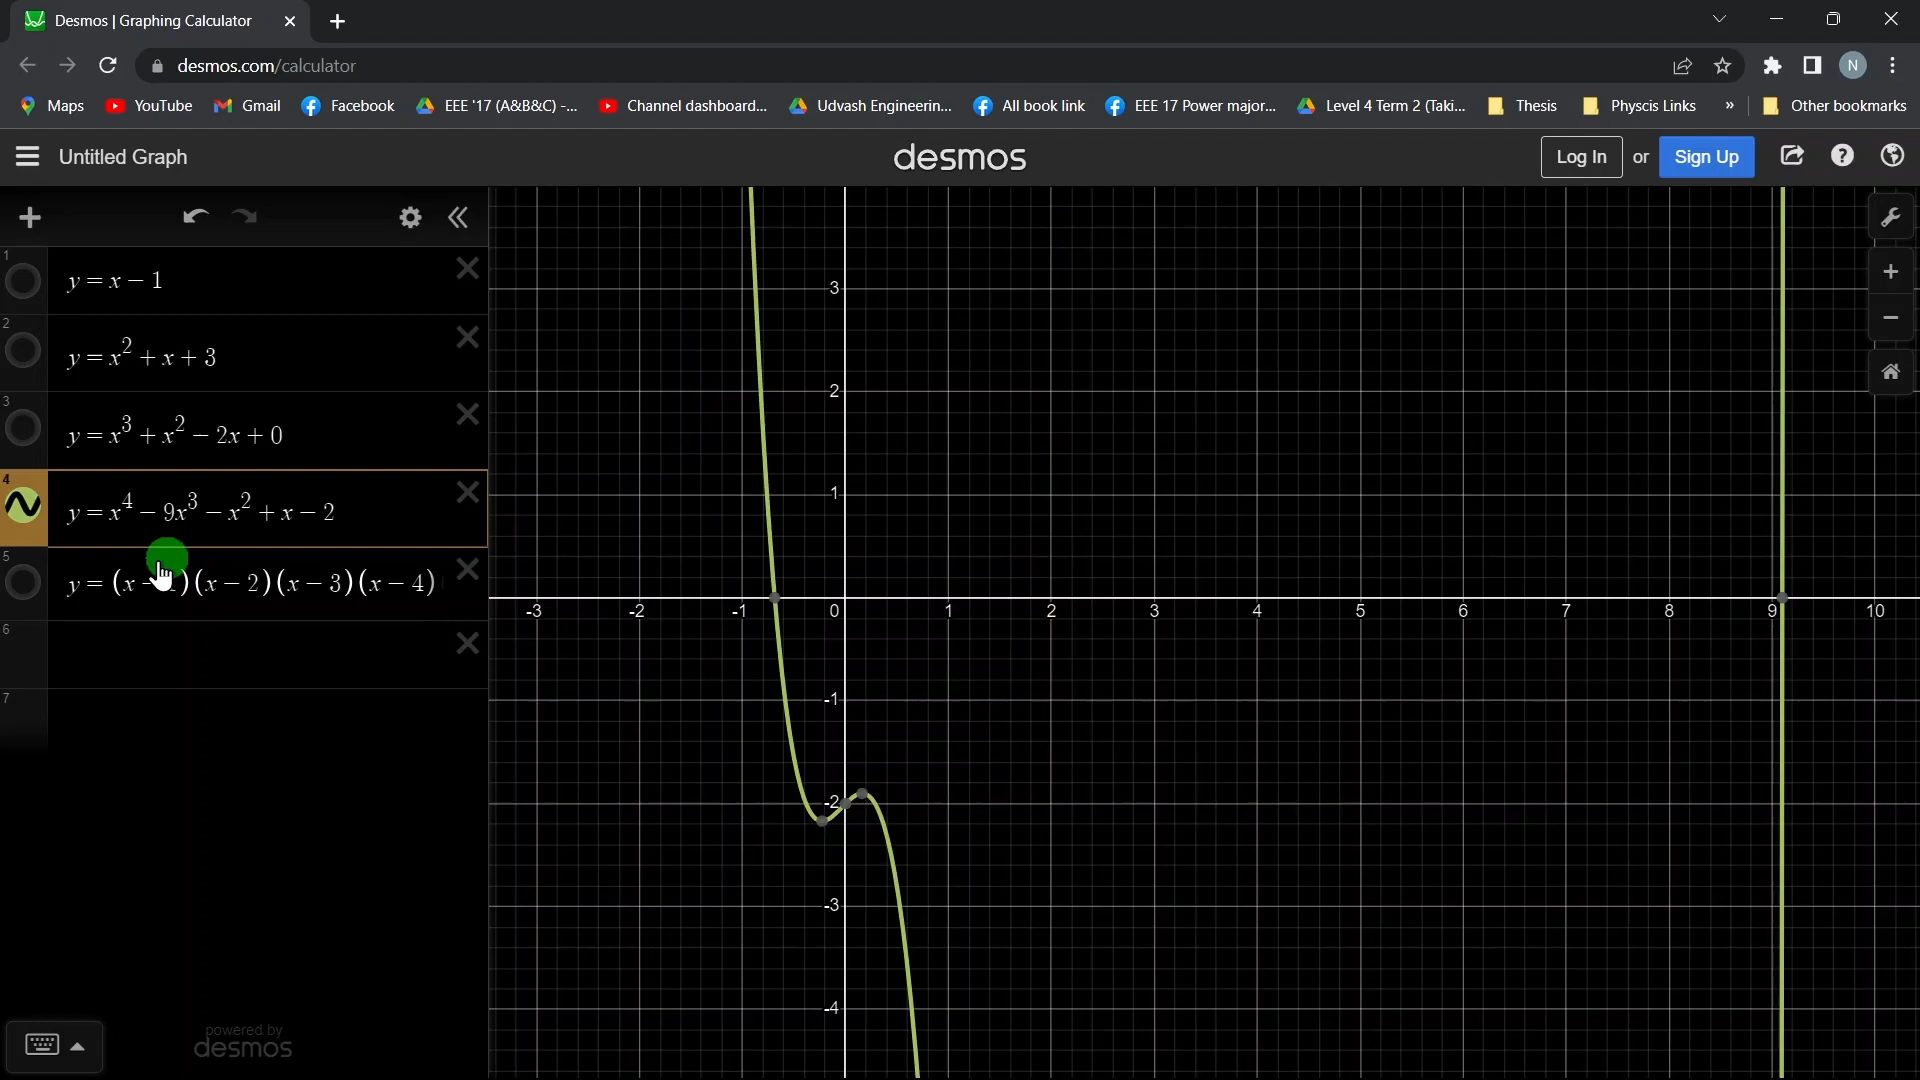 Desmos | Graphing Calculator
desmos.com/calculator
N
Maps
YouTube
Gmail
Facebook
EEE '17 (A&B&C) -...
Channel dashboard...
Udvash Engineerin...
All book link
EEE 17 Power major...
Level 4 Term 2 (Taki...
Thesis
Physcis Links
»
Other bookmarks
Untitled Graph
desmos
Log In
or
Sign Up
1
y = x − 1
2
y = x² + x + 3
3
y = x³ + x² − 2x + 0
4
y = x⁴ − 9x³ − x² + x − 2
5
y = (x − )(x − 2)(x − 3)(x − 4)
6
7
powered by
desmos
3
2
1
-3 -2 -1 0 1 2 3 4 5 6 7 8 9 10
-1
-2
-3
-4